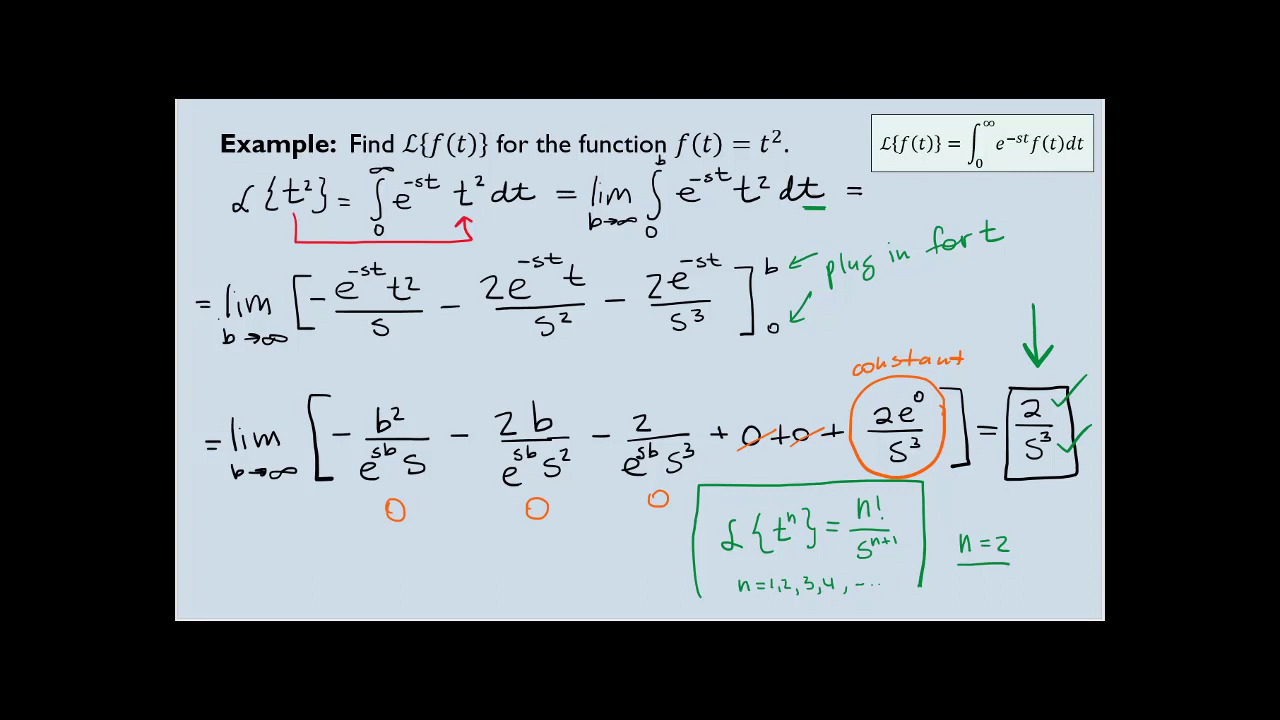 Example: Find ℒ{f(t)} for the function f(t) = t².
ℒ{f(t)} = ∫₀^∞ e^(−st) f(t)dt
ℒ{t²} = ∫₀^∞ e^(−st) t² dt = lim_(b→∞) ∫₀^b e^(−st) t² dt =
= lim_(b→∞) [ − e^(−st) t² / s − 2e^(−st) t / s² − 2e^(−st) / s³ ]₀^b
plug in for t
constant
= lim_(b→∞) [ − b² / e^(sb) s − 2b / e^(sb) s² − 2 / e^(sb) s³ + 0 + 0 + 2e⁰ / s³ ] = 2 / s³
0 0 0
ℒ{tⁿ} = n! / s^(n+1)
n = 2
n=1,2,3,4,-...